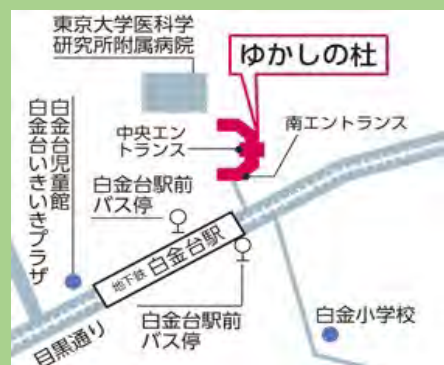 東京大学医科学
研究所附属病院
ゆかしの杜
中央エン
トランス
南エントランス
白金台児童館
白金台いきいきプラザ
白金台駅前
バス停
地下鉄 白金台駅
白金台駅前
バス停
白金小学校
目黒通り